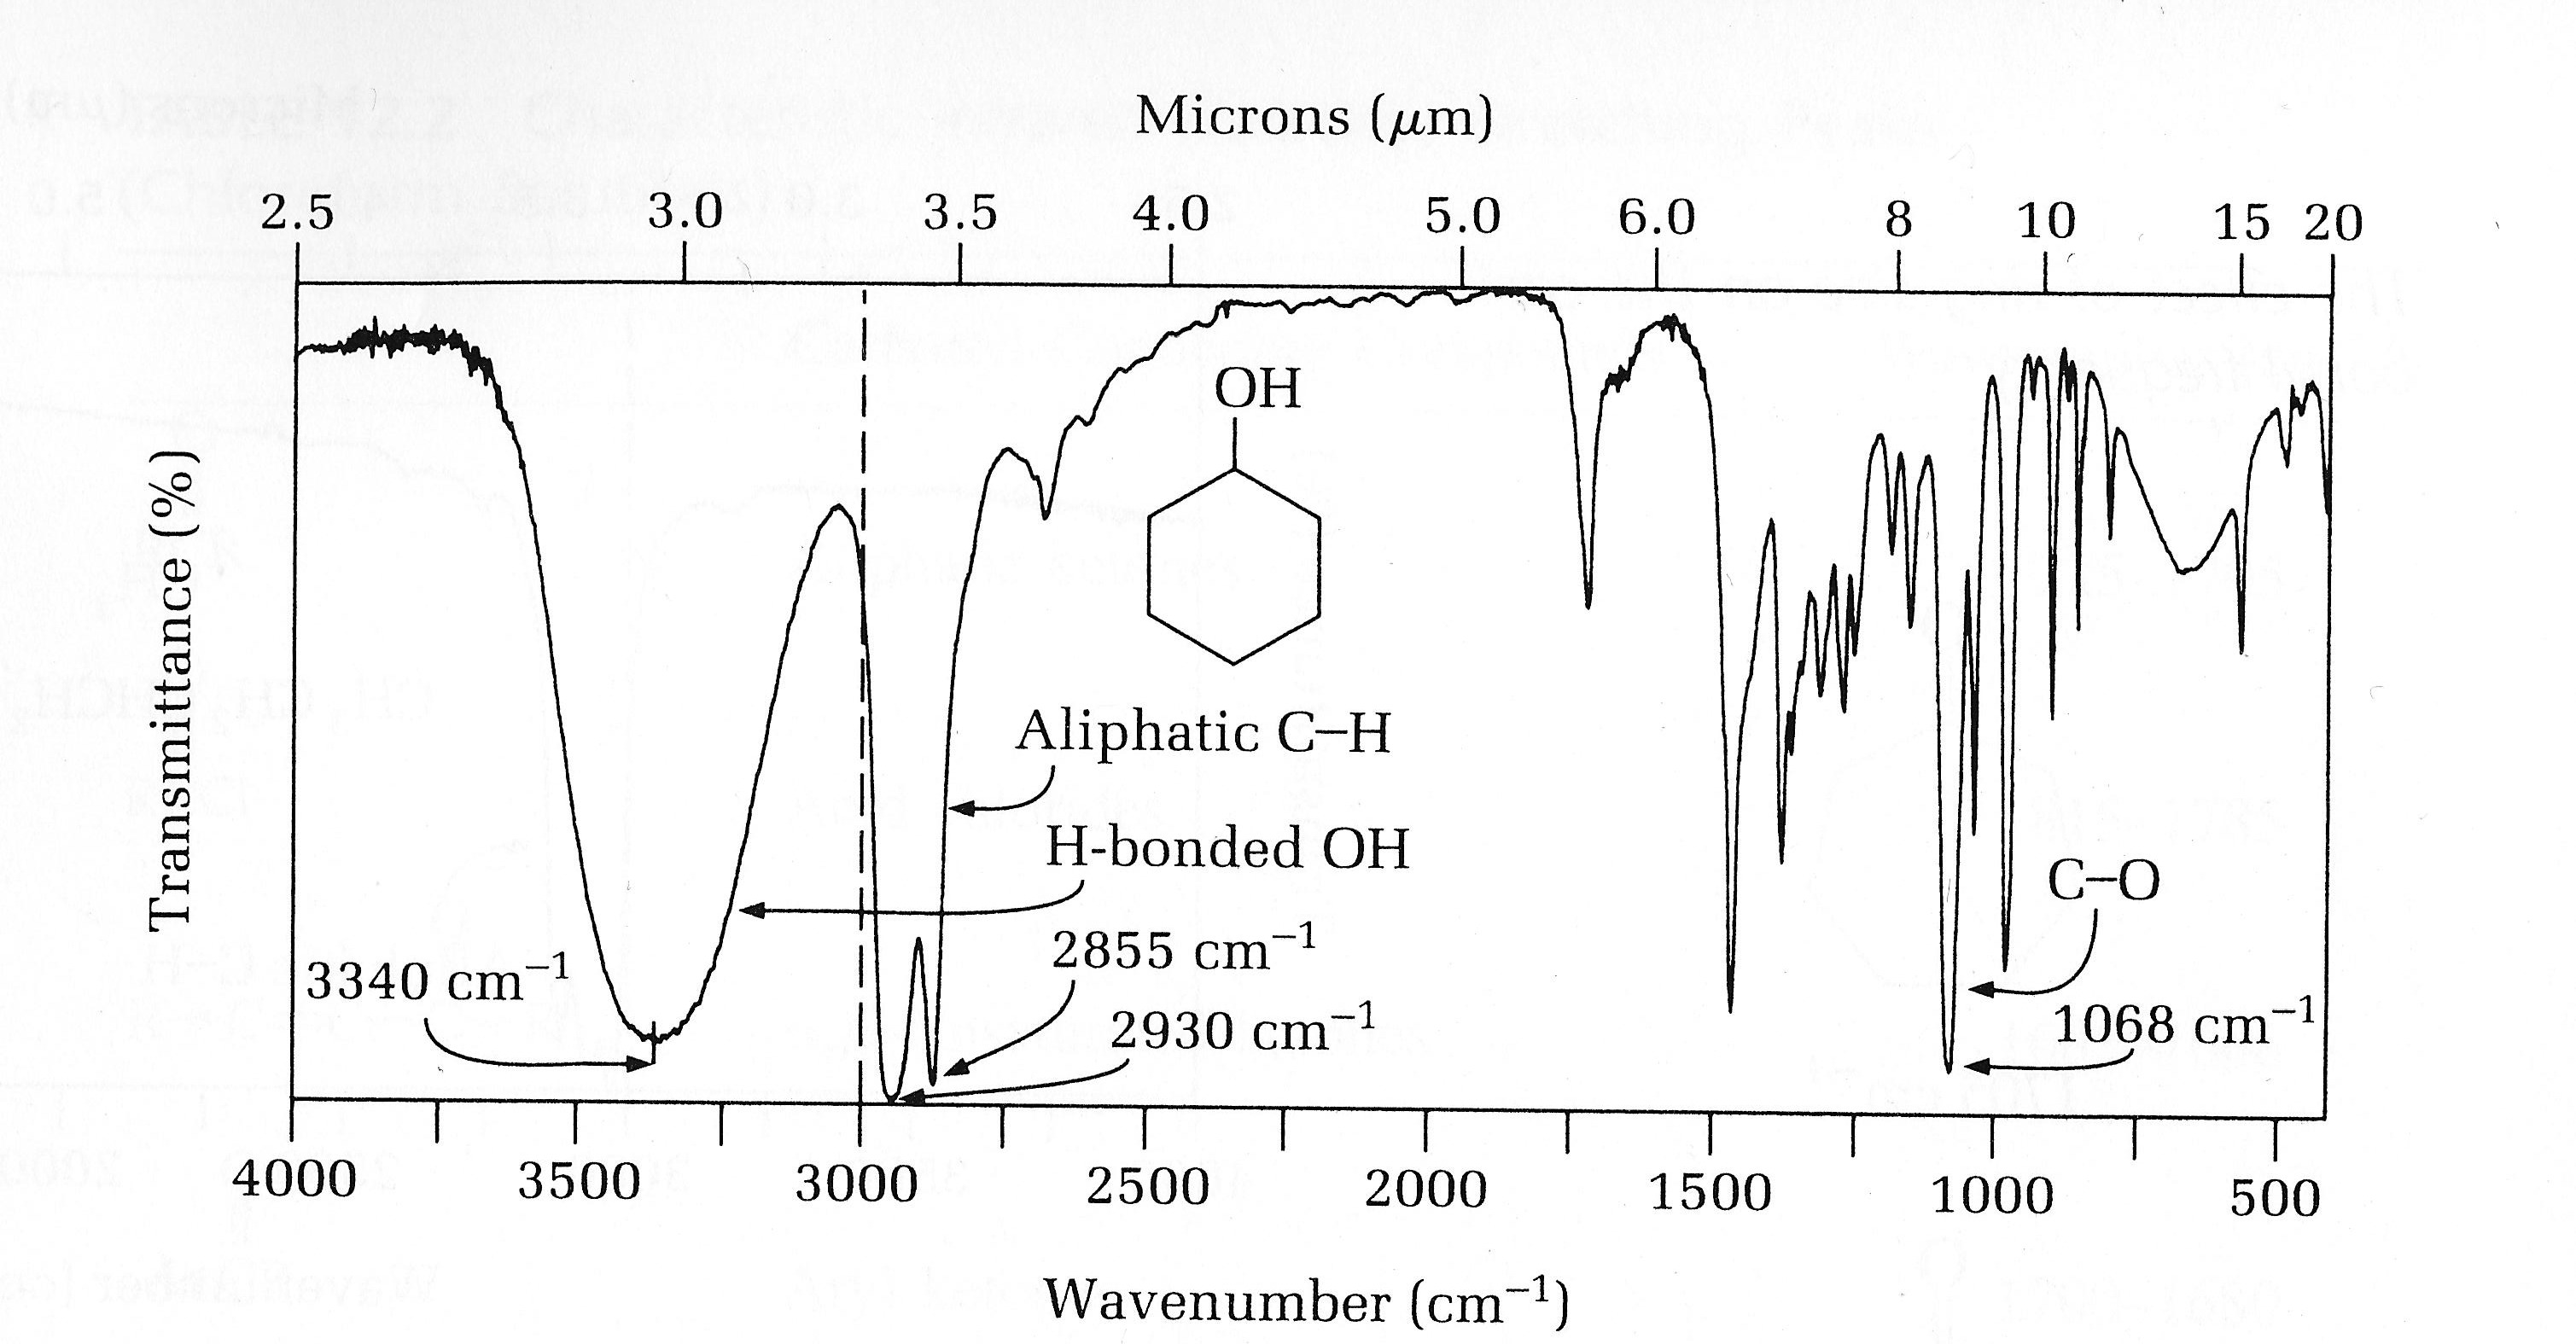 Microns (μm)
2.5 3.0 3.5 4.0 5.0 6.0 8 10 15 20
OH
Transmittance (%)
Aliphatic C–H
H-bonded OH
C–O
2855 cm⁻¹
3340 cm⁻¹
2930 cm⁻¹
1068 cm⁻¹
4000 3500 3000 2500 2000 1500 1000 500
Wavenumber (cm⁻¹)